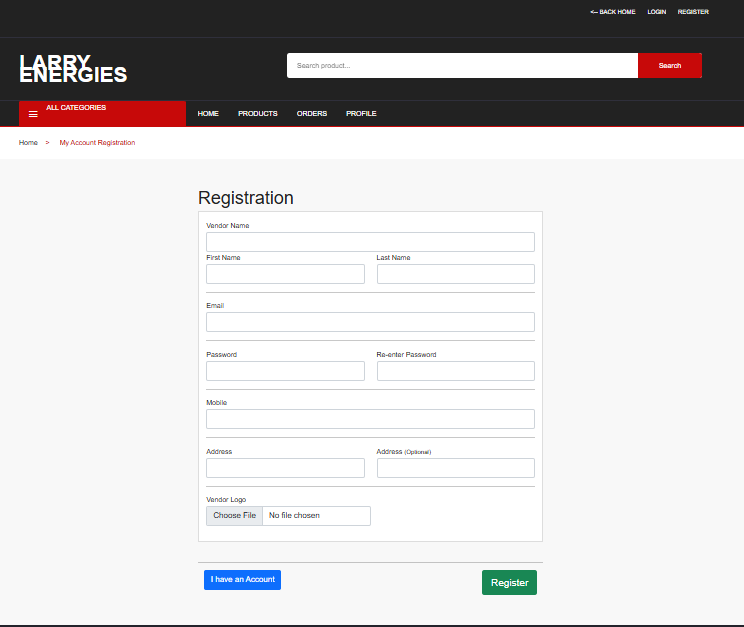 <-- BACK HOME LOGIN REGISTER
LARRY
ENERGIES
Search product... Search
ALL CATEGORIES
HOME PRODUCTS ORDERS PROFILE
Home > My Account Registration
Registration
Vendor Name
First Name Last Name
Email
Password Re-enter Password
Mobile
Address Address (Optional)
Vendor Logo
Choose File No file chosen
I have an Account Register